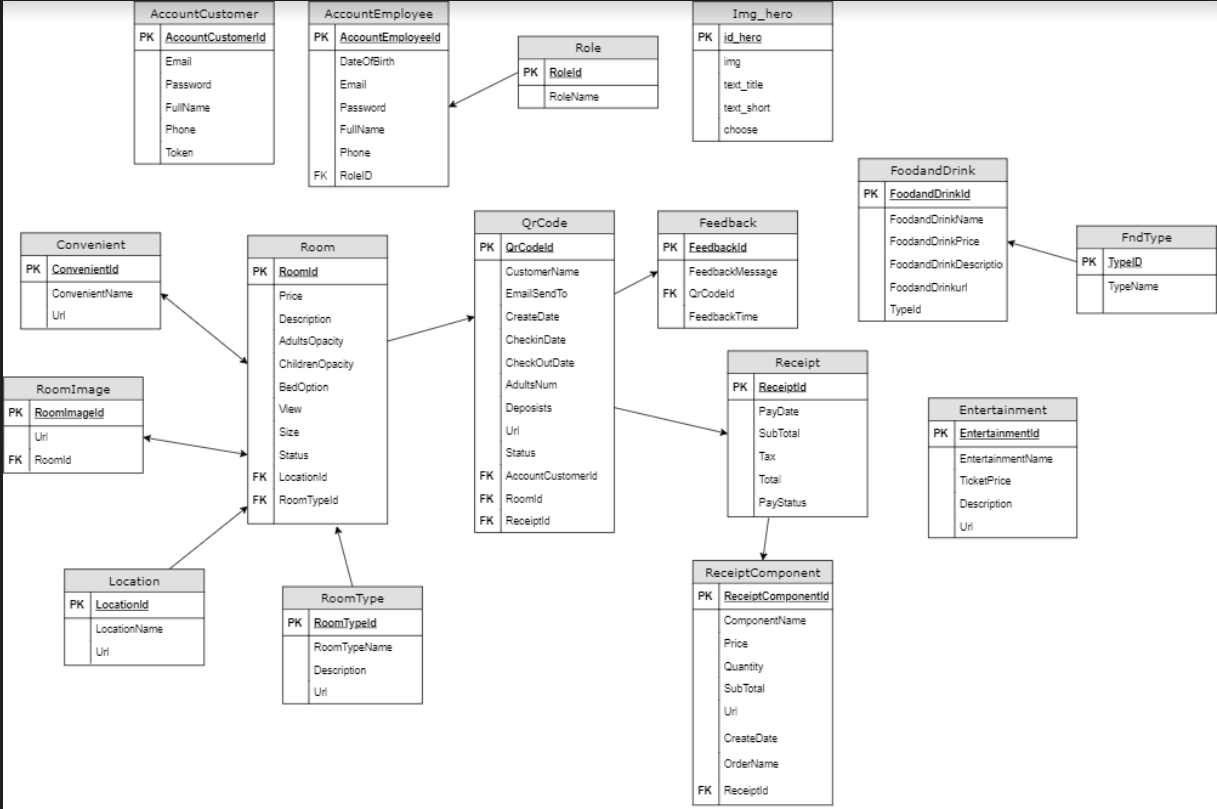 AccountCustomer
PK AccountCustomerId
Email
Password
FullName
Phone
Token
AccountEmployee
PK AccountEmployeeId
DateOfBirth
Email
Password
FullName
Phone
FK RoleID
Role
PK RoleId
RoleName
Img_hero
PK id_hero
img
text_title
text_short
choose
FoodandDrink
PK FoodandDrinkId
FoodandDrinkName
FoodandDrinkPrice
FoodandDrinkDescriptio
FoodandDrinkurl
TypeId
FndType
PK TypeID
TypeName
Convenient
PK ConvenientId
ConvenientName
Url
Room
PK RoomId
Price
Description
AdultsOpacity
ChildrenOpacity
BedOption
View
Size
Status
FK LocationId
FK RoomTypeId
QrCode
PK QrCodeId
CustomerName
EmailSendTo
CreateDate
CheckinDate
CheckOutDate
AdultsNum
Deposists
Url
Status
FK AccountCustomerId
FK RoomId
FK ReceiptId
Feedback
PK FeedbackId
FeedbackMessage
FK QrCodeId
FeedbackTime
RoomImage
PK RoomImageId
Url
FK RoomId
Receipt
PK ReceiptId
PayDate
SubTotal
Tax
Total
PayStatus
Entertainment
PK EntertainmentId
EntertainmentName
TicketPrice
Description
Url
Location
PK LocationId
LocationName
Url
RoomType
PK RoomTypeId
RoomTypeName
Description
Url
ReceiptComponent
PK ReceiptComponentId
ComponentName
Price
Quantity
SubTotal
Url
CreateDate
OrderName
FK ReceiptId